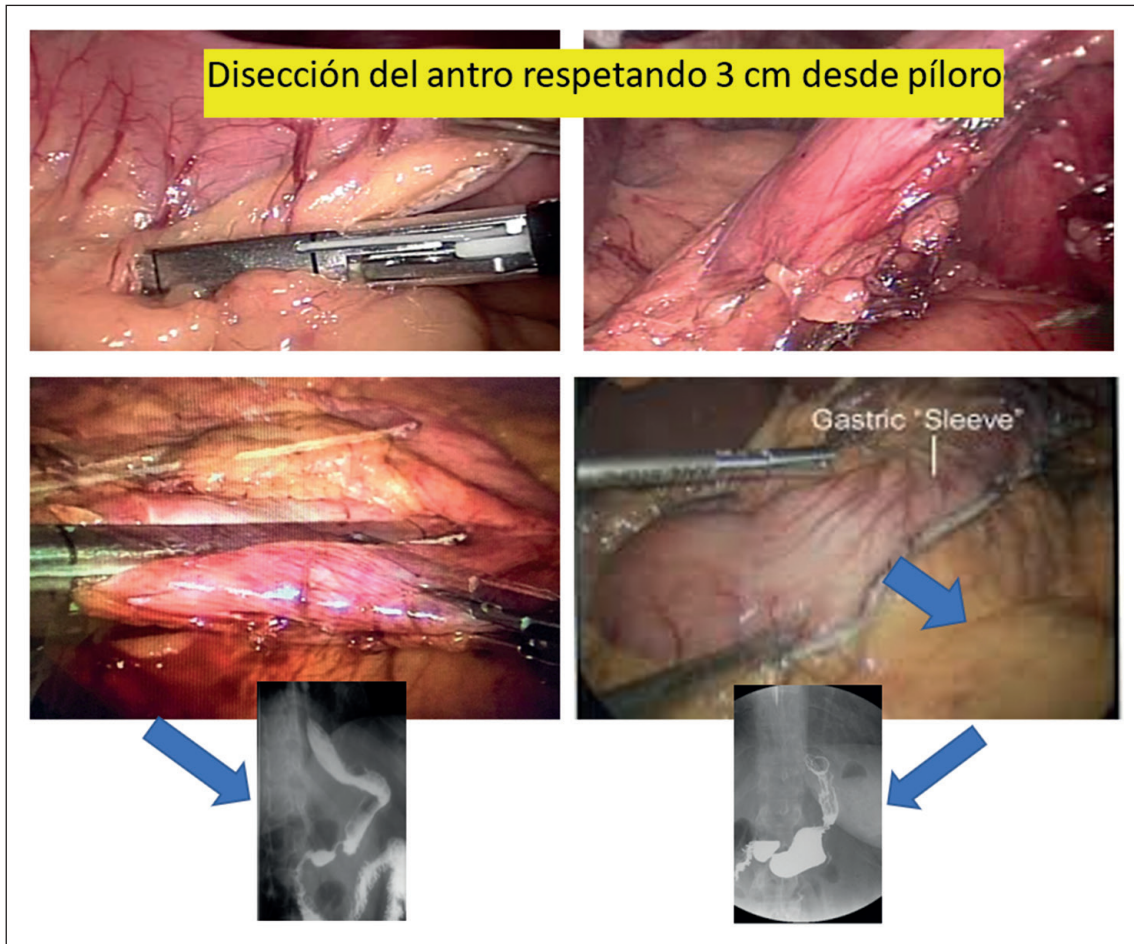 Disección del antro respetando 3 cm desde píloro
Gastric "Sleeve"